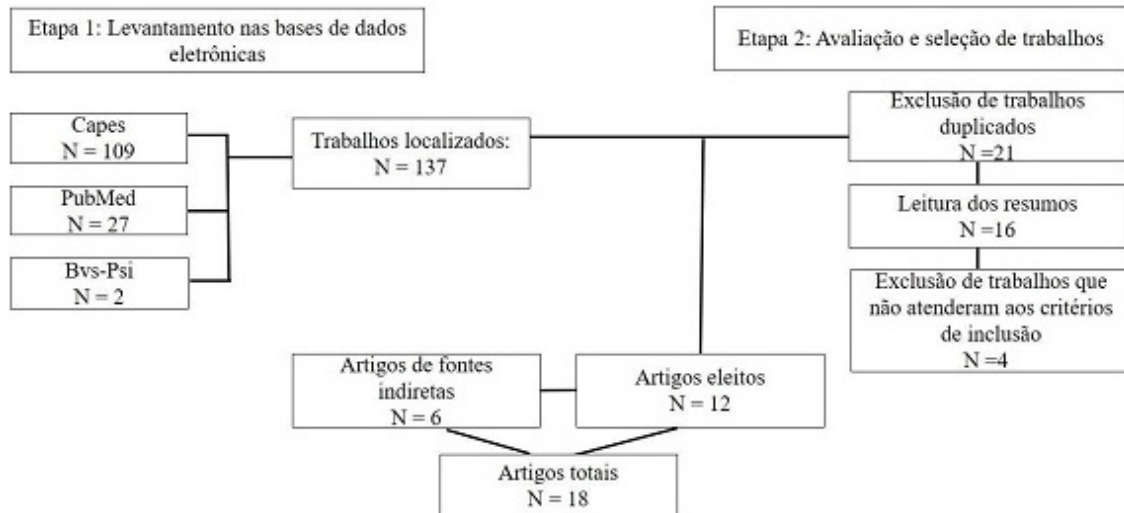 Etapa 1: Levantamento nas bases de dados
eletrônicas
Etapa 2: Avaliação e seleção de trabalhos
Capes
N = 109
PubMed
N = 27
Bvs-Psi
N = 2
Trabalhos localizados:
N = 137
Exclusão de trabalhos
duplicados
N =21
Leitura dos resumos
N =16
Exclusão de trabalhos que
não atenderam aos critérios
de inclusão
N =4
Artigos de fontes
indiretas
N = 6
Artigos eleitos
N = 12
Artigos totais
N = 18